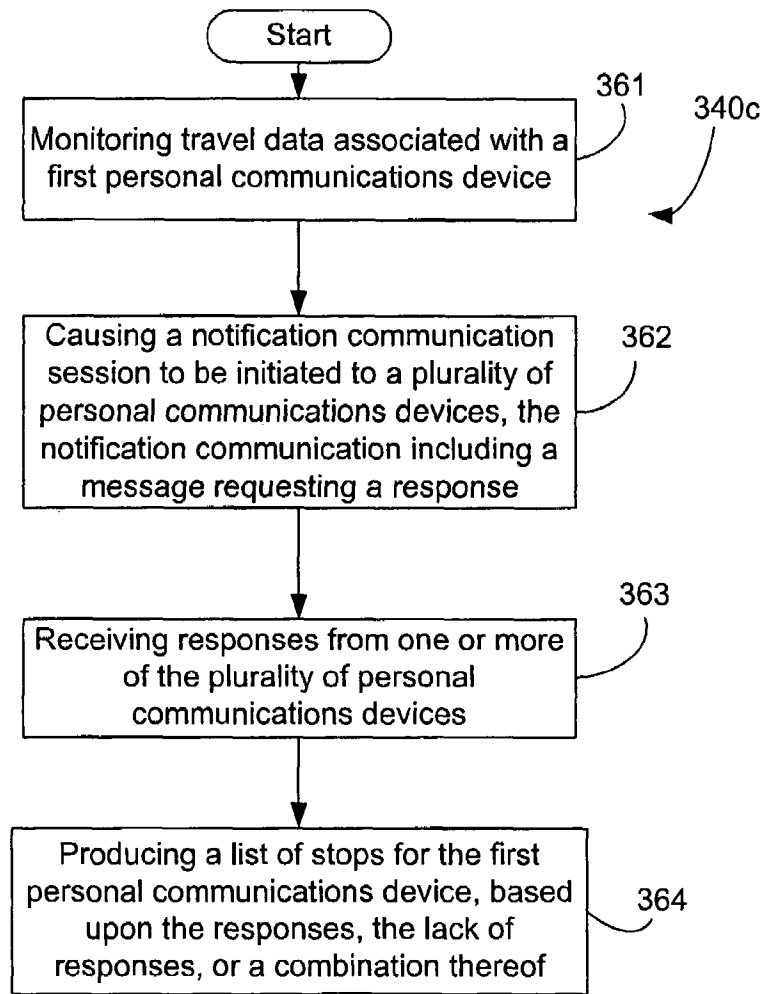 Start
361
340c
Monitoring travel data associated with a
first personal communications device
362
Causing a notification communication
session to be initiated to a plurality of
personal communications devices, the
notification communication including a
message requesting a response
363
Receiving responses from one or more
of the plurality of personal
communications devices
Producing a list of stops for the first
personal communications device, based
upon the responses, the lack of
responses, or a combination thereof
364